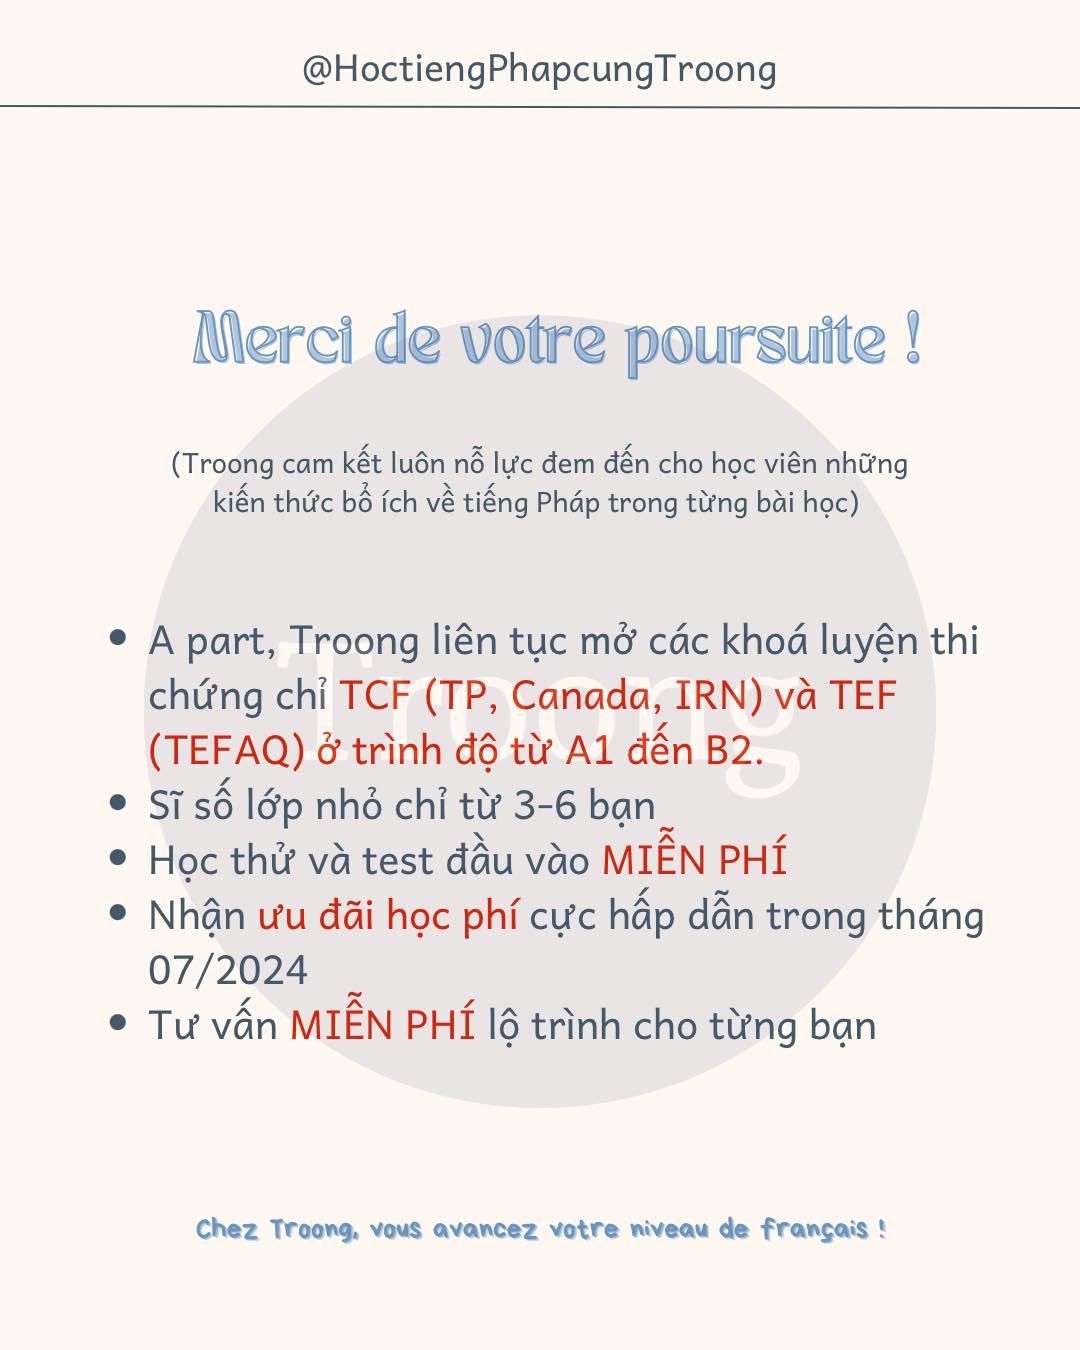 @HoctiengPhapcungTroong
Merci de votre poursuite !
(Troong cam kết luôn nỗ lực đem đến cho học viên những
kiến thức bổ ích về tiếng Pháp trong từng bài học)
Troong
• A part, Troong liên tục mở các khoá luyện thi
chứng chỉ TCF (TP, Canada, IRN) và TEF
(TEFAQ) ở trình độ từ A1 đến B2.
• Sĩ số lớp nhỏ chỉ từ 3-6 bạn
• Học thử và test đầu vào MIỄN PHÍ
• Nhận ưu đãi học phí cực hấp dẫn trong tháng
07/2024
• Tư vấn MIỄN PHÍ lộ trình cho từng bạn
Chez Troong, vous avancez votre niveau de français !